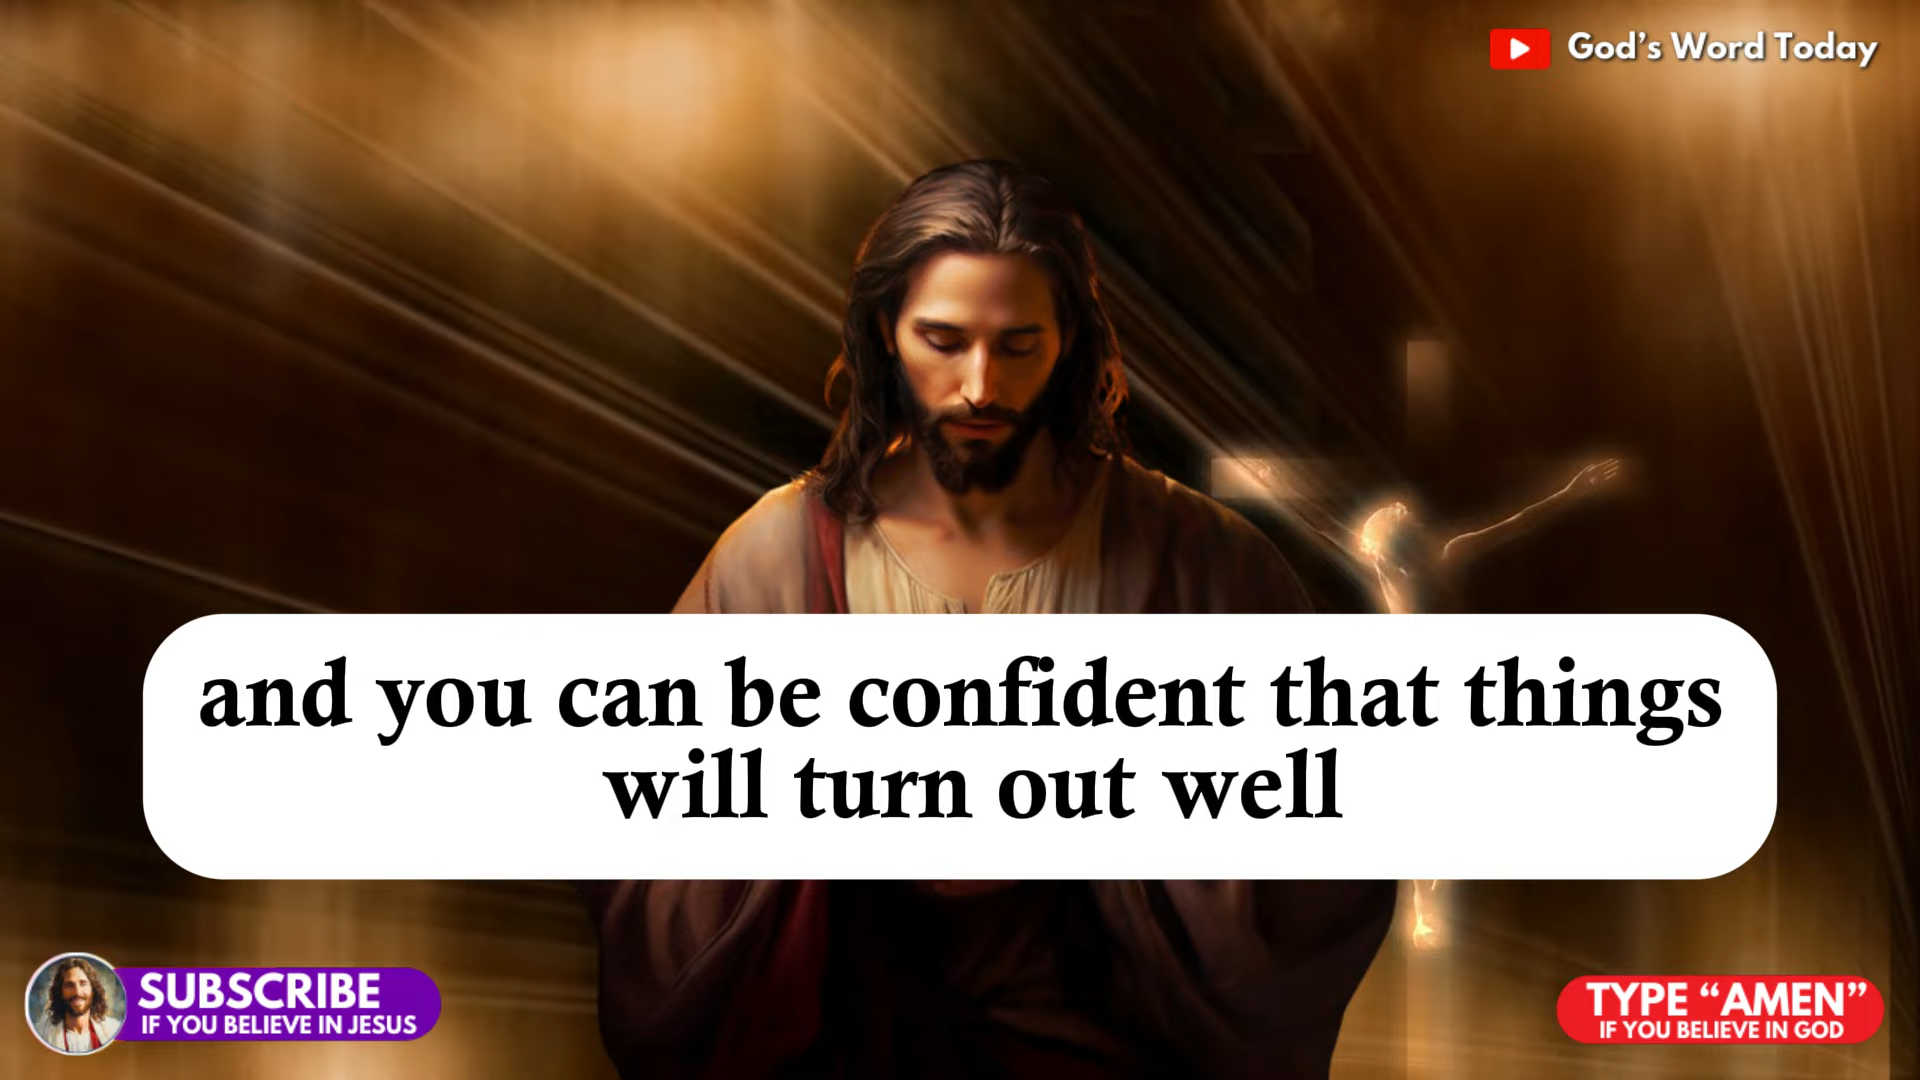 God's Word Today
and you can be confident that things
will turn out well
SUBSCRIBE
IF YOU BELIEVE IN JESUS
TYPE “AMEN”
IF YOU BELIEVE IN GOD